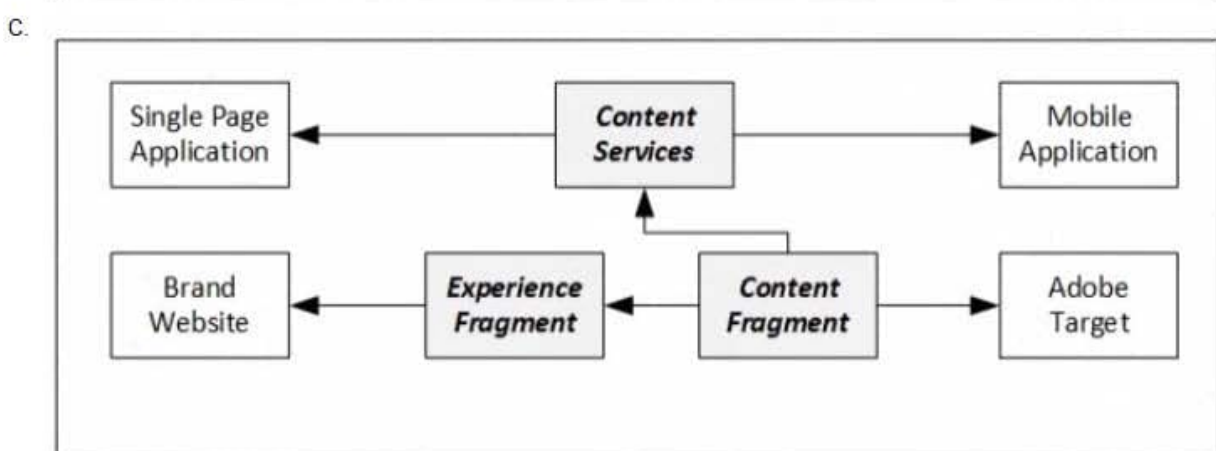 C.
Single Page
Application
Content
Services
Mobile
Application
Brand
Website
Experience
Fragment
Content
Fragment
Adobe
Target